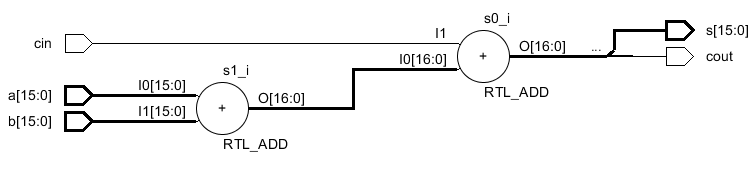 s0_i
cin
I1
I0[16:0]
+
O[16:0]
...
s[15:0]
cout
RTL_ADD
s1_i
a[15:0]
I0[15:0]
b[15:0]
I1[15:0]
+
O[16:0]
RTL_ADD